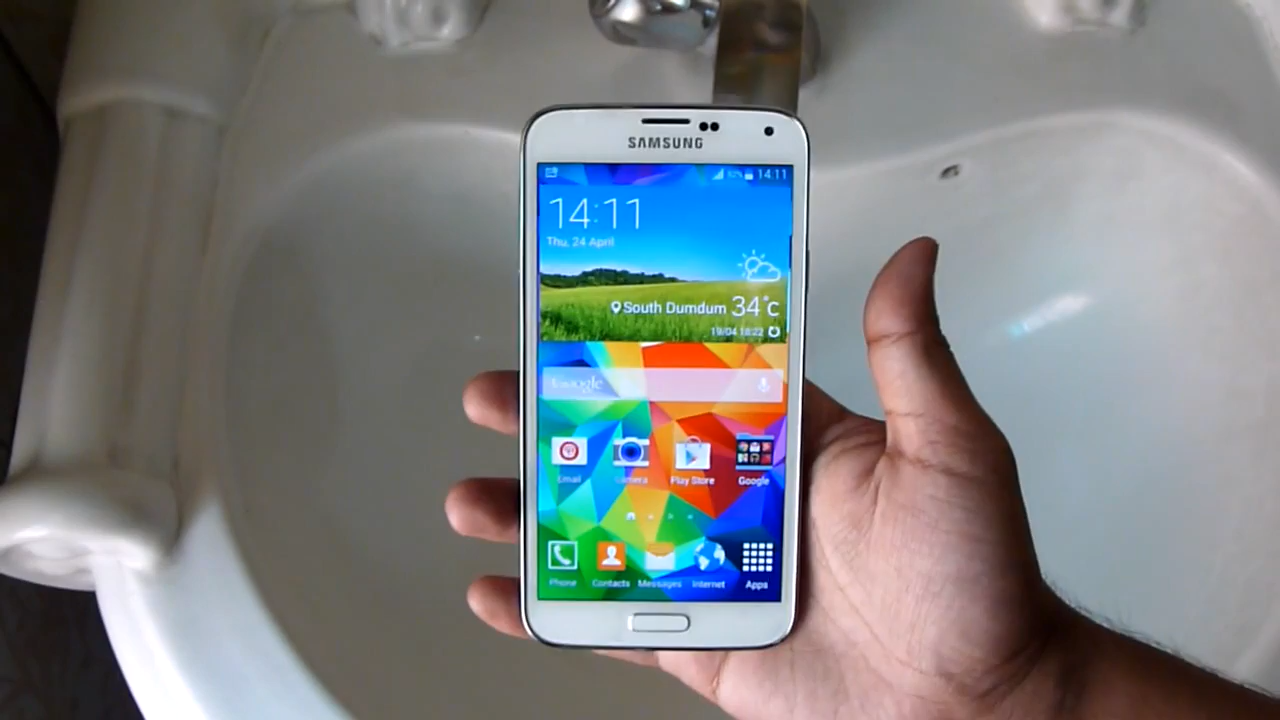 SAMSUNG
92% 14:11
14:11
Thu, 24 April
South Dumdum 34°C
19/04 18:22
Google
Email Camera Play Store Google
Phone Contacts Messages Internet Apps